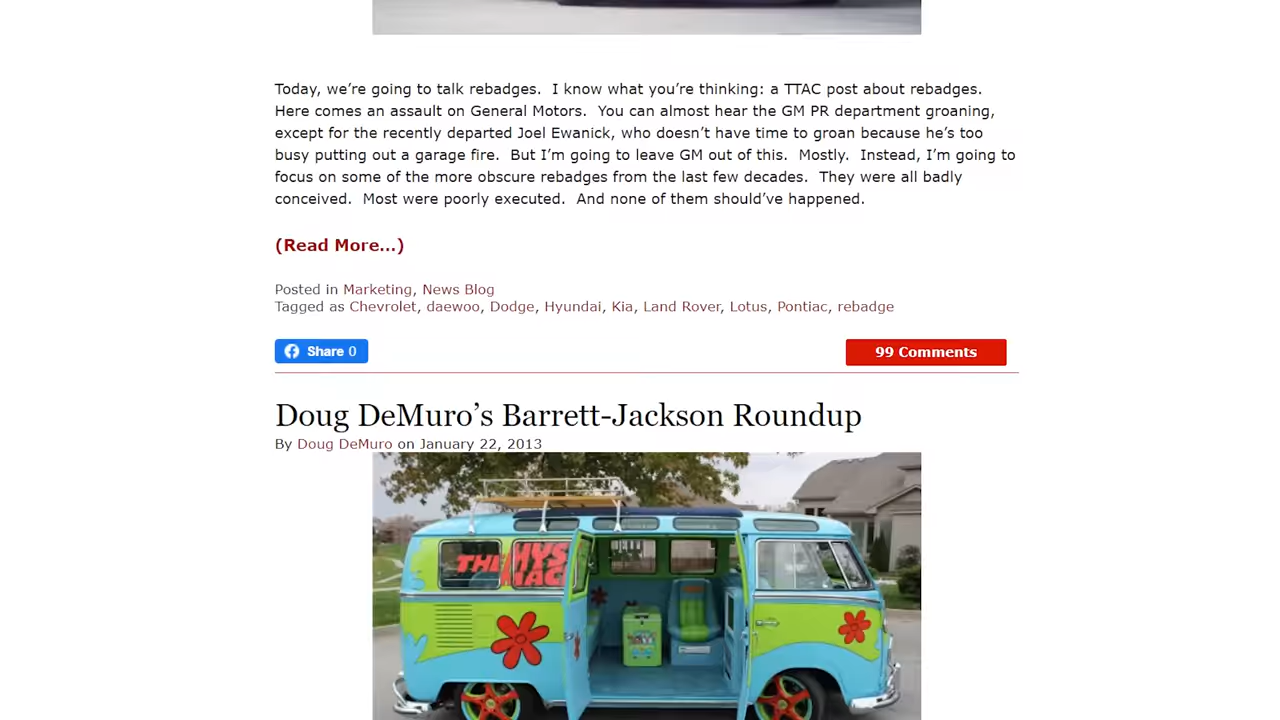 Today, we’re going to talk rebadges.  I know what you’re thinking: a TTAC post about rebadges.
Here comes an assault on General Motors.  You can almost hear the GM PR department groaning,
except for the recently departed Joel Ewanick, who doesn’t have time to groan because he’s too
busy putting out a garage fire.  But I’m going to leave GM out of this.  Mostly.  Instead, I’m going to
focus on some of the more obscure rebadges from the last few decades.  They were all badly
conceived.  Most were poorly executed.  And none of them should’ve happened.
(Read More…)
Posted in Marketing, News Blog
Tagged as Chevrolet, daewoo, Dodge, Hyundai, Kia, Land Rover, Lotus, Pontiac, rebadge
Share 0
99 Comments
Doug DeMuro’s Barrett-Jackson Roundup
By Doug DeMuro on January 22, 2013